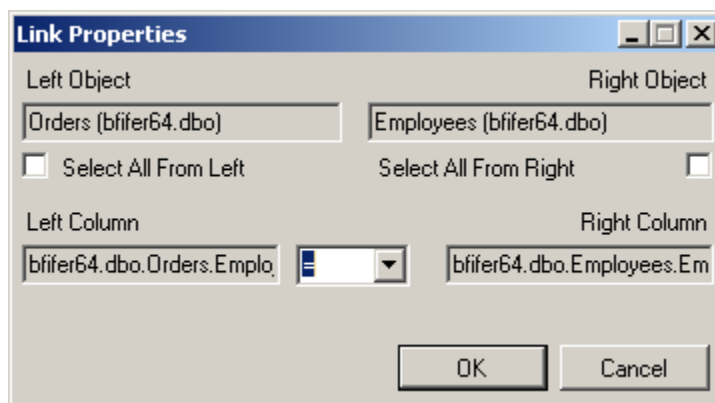 Link Properties
Left Object Right Object
Orders (bfifer64.dbo) Employees (bfifer64.dbo)
Select All From Left Select All From Right
Left Column Right Column
bfifer64.dbo.Orders.Emplo = bfifer64.dbo.Employees.Em
OK Cancel